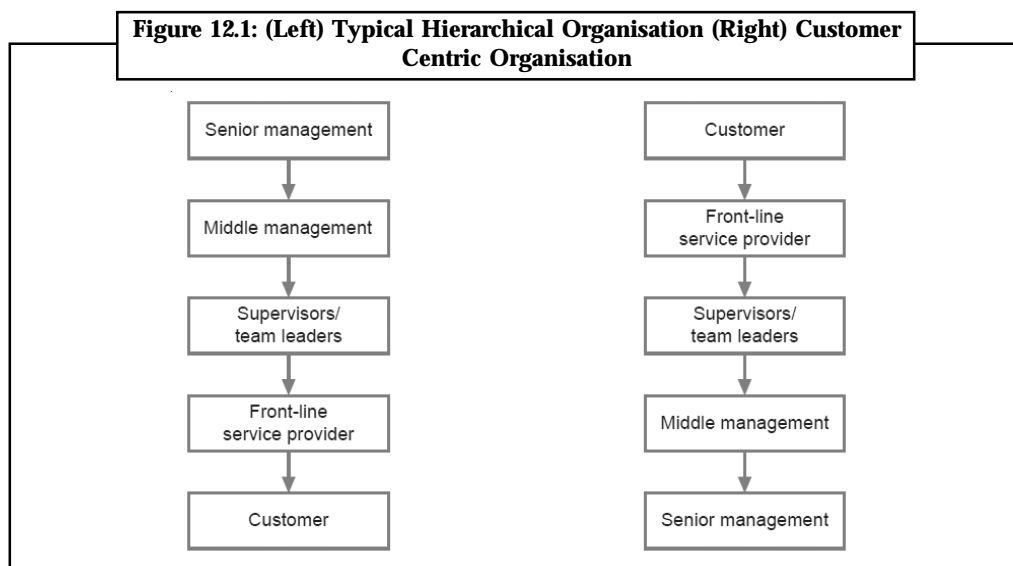 Figure 12.1: (Left) Typical Hierarchical Organisation (Right) Customer
Centric Organisation
Senior management
Middle management
Supervisors/
team leaders
Front-line
service provider
Customer
Customer
Front-line
service provider
Supervisors/
team leaders
Middle management
Senior management